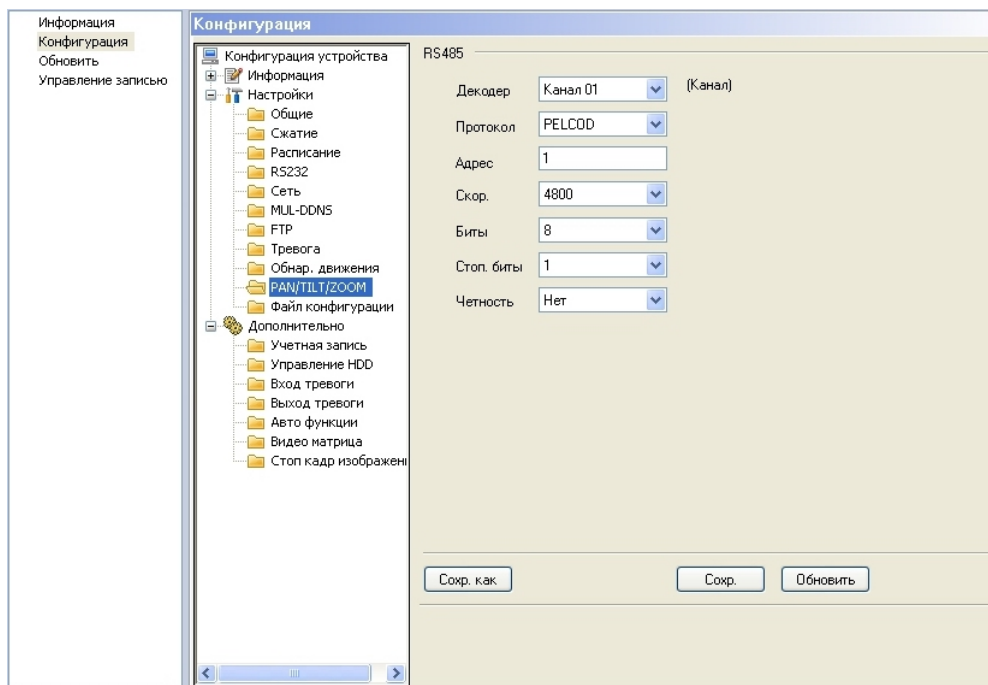 Информация
Конфигурация
Обновить
Управление записью
Конфигурация
Конфигурация устройства
Информация
Настройки
Общие
Сжатие
Расписание
RS232
Сеть
MUL-DDNS
FTP
Тревога
Обнар. движения
PAN/TILT/ZOOM
Файл конфигурации
Дополнительно
Учетная запись
Управление HDD
Вход тревоги
Выход тревоги
Авто функции
Видео матрица
Стоп кадр изображени
RS485
Декодер Канал 01 (Канал)
Протокол PELCOD
Адрес 1
Скор. 4800
Биты 8
Стоп. биты 1
Четность Нет
Сохр. как Сохр. Обновить